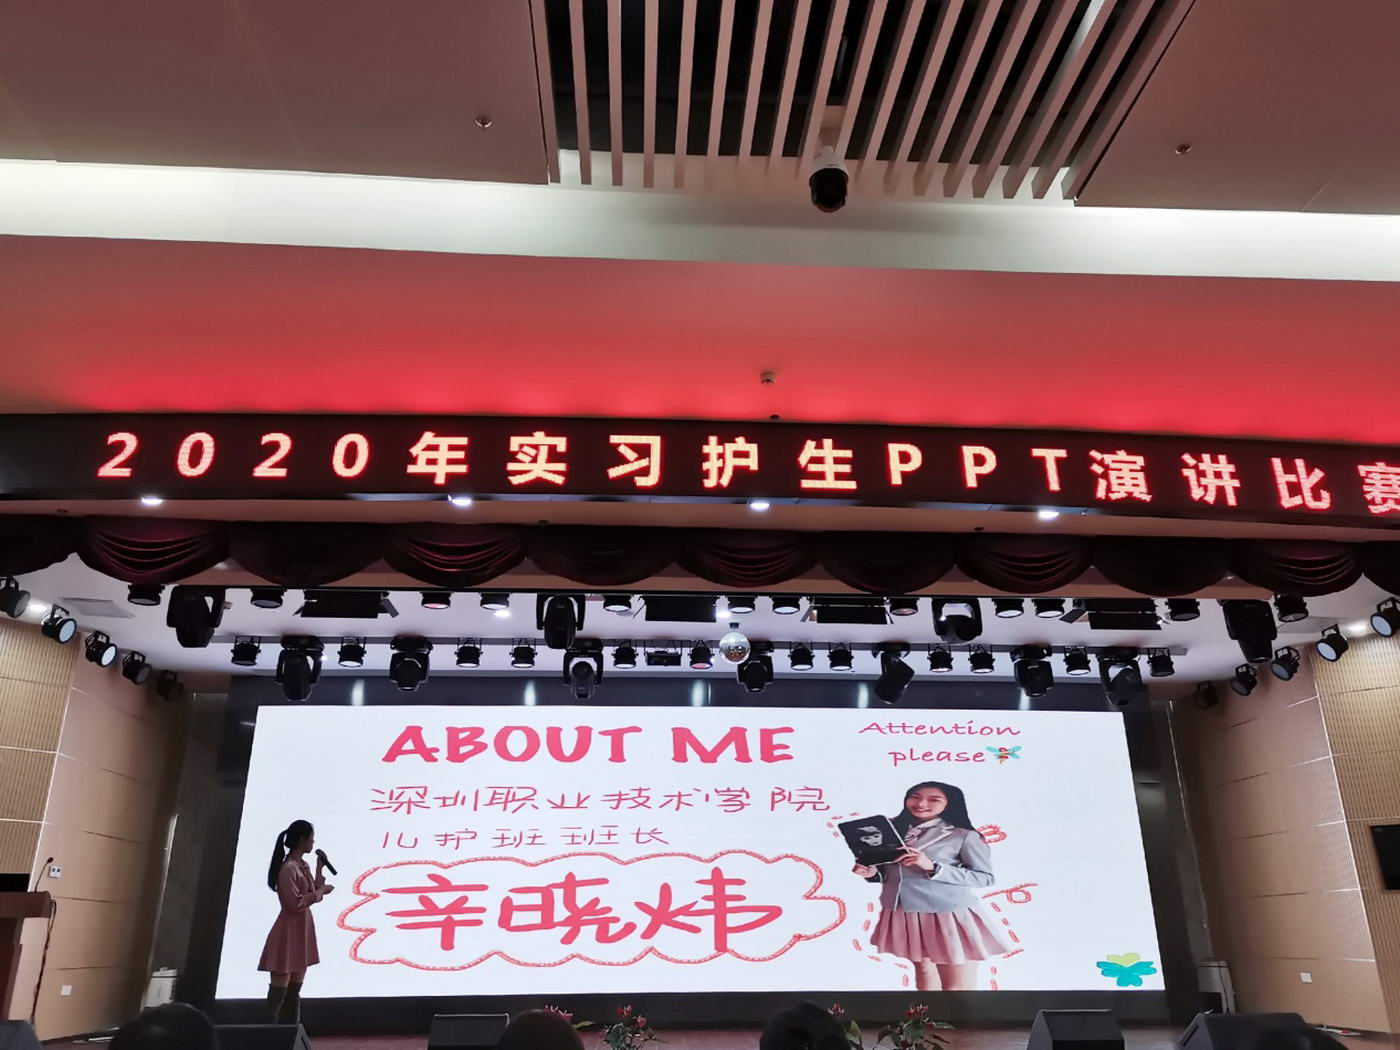 2020年实习护生PPT演讲比赛
ABOUT ME
Attention
please
深圳职业技术学院
儿护班班长
辛晓炜